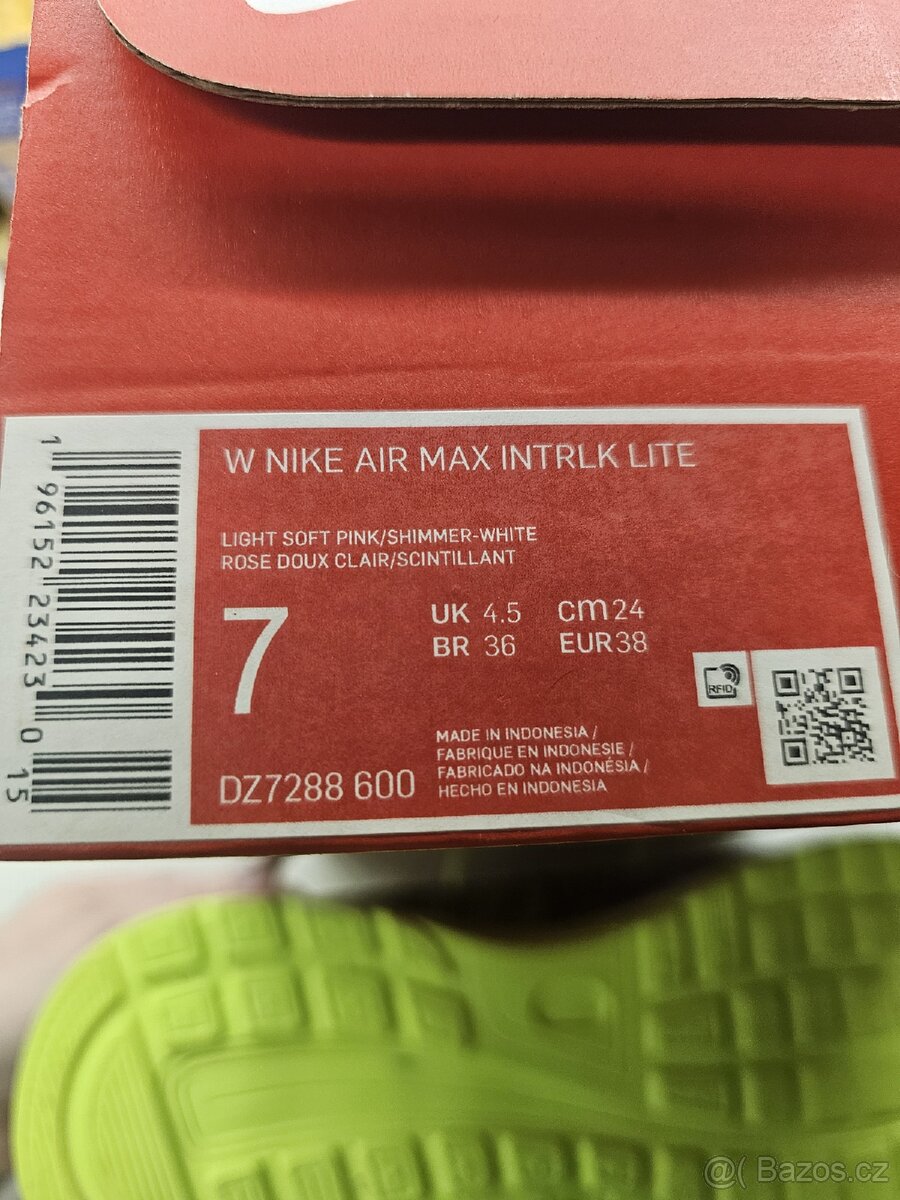 W NIKE AIR MAX INTRLK LITE
LIGHT SOFT PINK/SHIMMER-WHITE
ROSE DOUX CLAIR/SCINTILLANT
7
UK 4.5 cm 24
BR 36 EUR 38
RFID
DZ7288 600
MADE IN INDONESIA /
FABRIQUE EN INDONESIE /
FABRICADO NA INDONÉSIA /
HECHO EN INDONESIA
1 96152 23423 0 15
@( Bazos.cz